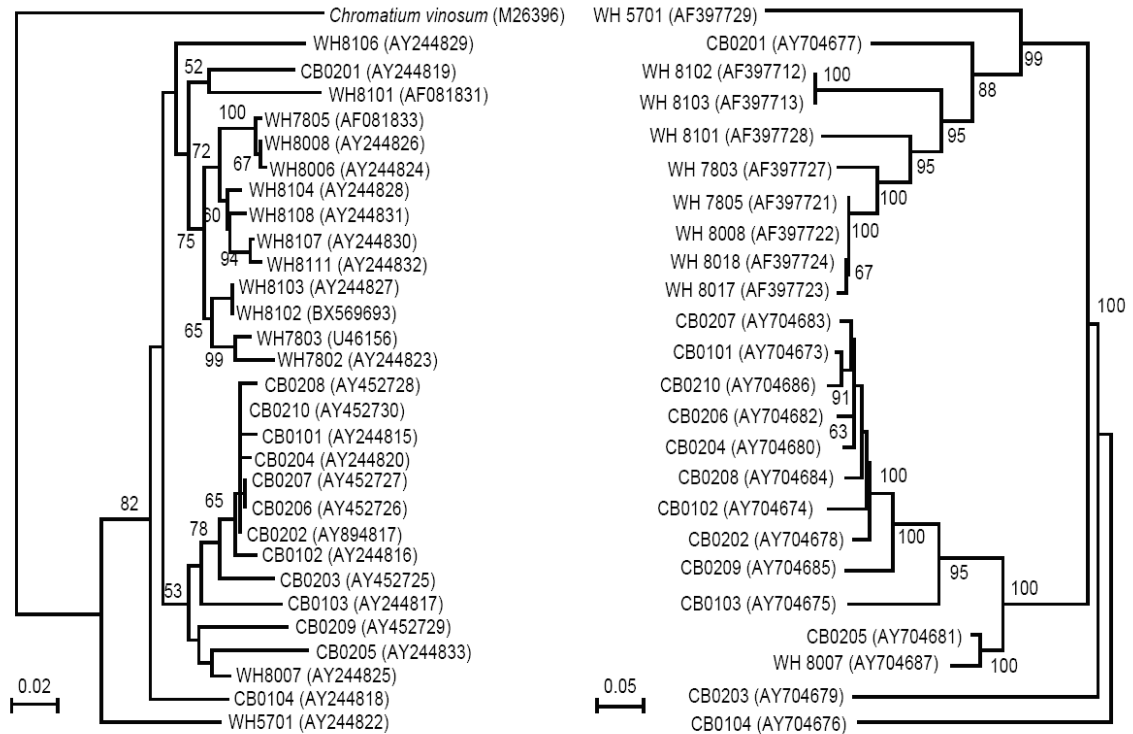 Chromatium vinosum (M26396)
WH8106 (AY244829)
52
CB0201 (AY244819)
WH8101 (AF081831)
100
WH7805 (AF081833)
WH8008 (AY244826)
67
WH8006 (AY244824)
72
WH8104 (AY244828)
60
WH8108 (AY244831)
75
WH8107 (AY244830)
94
WH8111 (AY244832)
WH8103 (AY244827)
WH8102 (BX569693)
65
WH7803 (U46156)
99
WH7802 (AY244823)
CB0208 (AY452728)
CB0210 (AY452730)
CB0101 (AY244815)
CB0204 (AY244820)
CB0207 (AY452727)
82
65
CB0206 (AY452726)
78
CB0202 (AY894817)
CB0102 (AY244816)
CB0203 (AY452725)
53
CB0103 (AY244817)
CB0209 (AY452729)
CB0205 (AY244833)
WH8007 (AY244825)
0.02
CB0104 (AY244818)
WH5701 (AY244822)
WH 5701 (AF397729)
CB0201 (AY704677)
99
WH 8102 (AF397712)
100
88
WH 8103 (AF397713)
95
WH 8101 (AF397728)
95
WH 7803 (AF397727)
100
WH 7805 (AF397721)
WH 8008 (AF397722)
100
WH 8018 (AF397724)
67
WH 8017 (AF397723)
100
CB0207 (AY704683)
CB0101 (AY704673)
CB0210 (AY704686)
91
CB0206 (AY704682)
63
CB0204 (AY704680)
CB0208 (AY704684)
100
CB0102 (AY704674)
CB0202 (AY704678)
100
CB0209 (AY704685)
95
100
CB0103 (AY704675)
CB0205 (AY704681)
WH 8007 (AY704687)
100
0.05
CB0203 (AY704679)
CB0104 (AY704676)